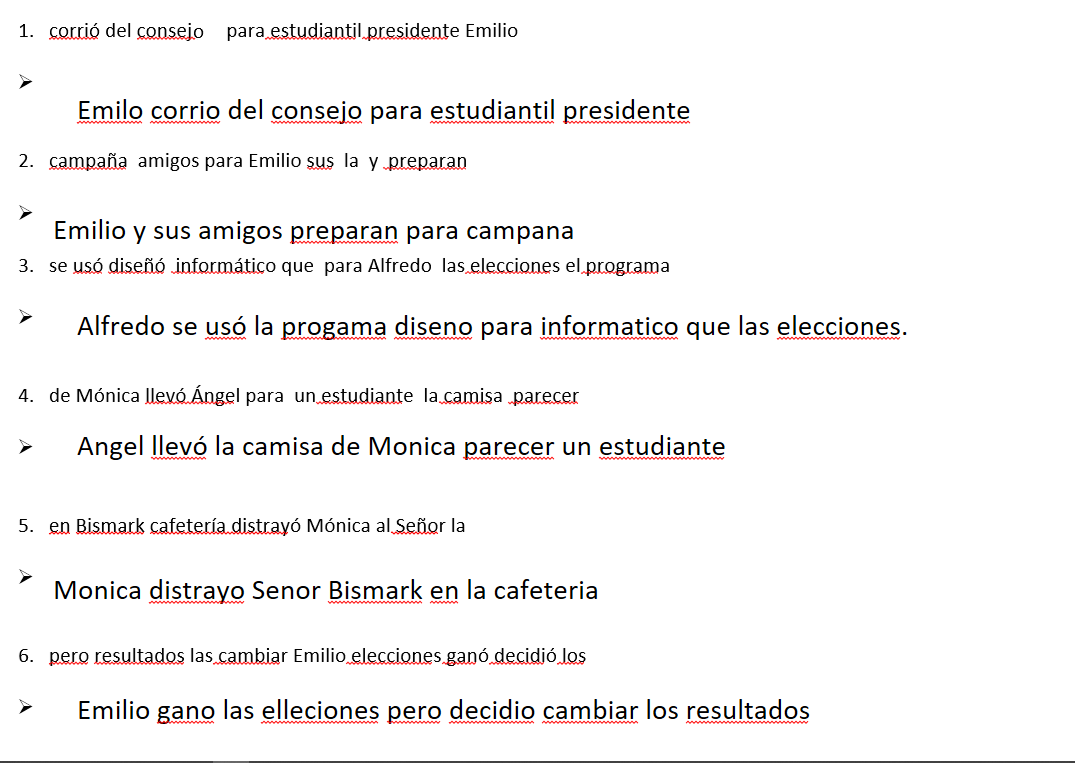 1. corrió del consejo para estudiantil presidente Emilio
➢
Emilo corrio del consejo para estudiantil presidente
2. campaña amigos para Emilio sus la y preparan
➢
Emilio y sus amigos preparan para campana
3. se usó diseñó informático que para Alfredo las elecciones el programa
➢
Alfredo se usó la progama diseno para informatico que las elecciones.
4. de Mónica llevó Ángel para un estudiante la camisa parecer
➢ Angel llevó la camisa de Monica parecer un estudiante
5. en Bismark cafetería distrayó Mónica al Señor la
➢
Monica distrayo Senor Bismark en la cafeteria
6. pero resultados las cambiar Emilio elecciones ganó decidió los
➢ Emilio gano las elleciones pero decidio cambiar los resultados